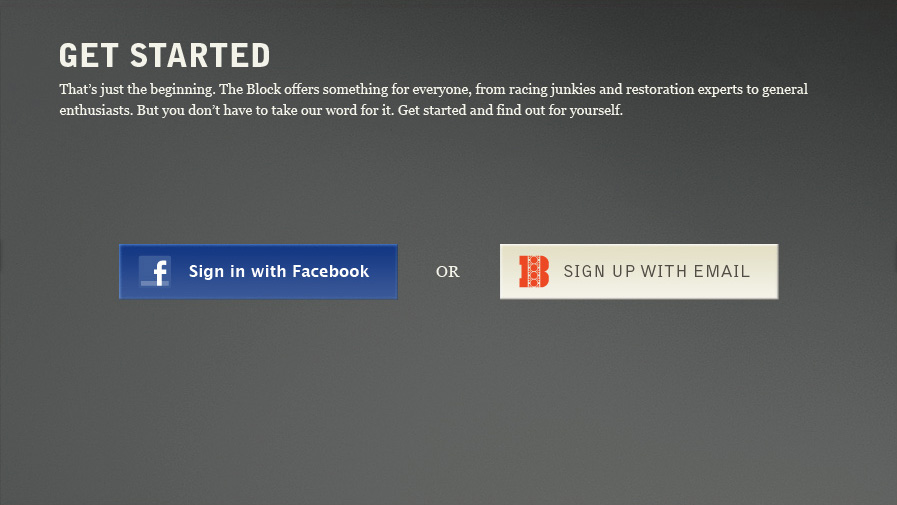 GET STARTED
That’s just the beginning. The Block offers something for everyone, from racing junkies and restoration experts to general
enthusiasts. But you don’t have to take our word for it. Get started and find out for yourself.
f Sign in with Facebook
OR
B SIGN UP WITH EMAIL